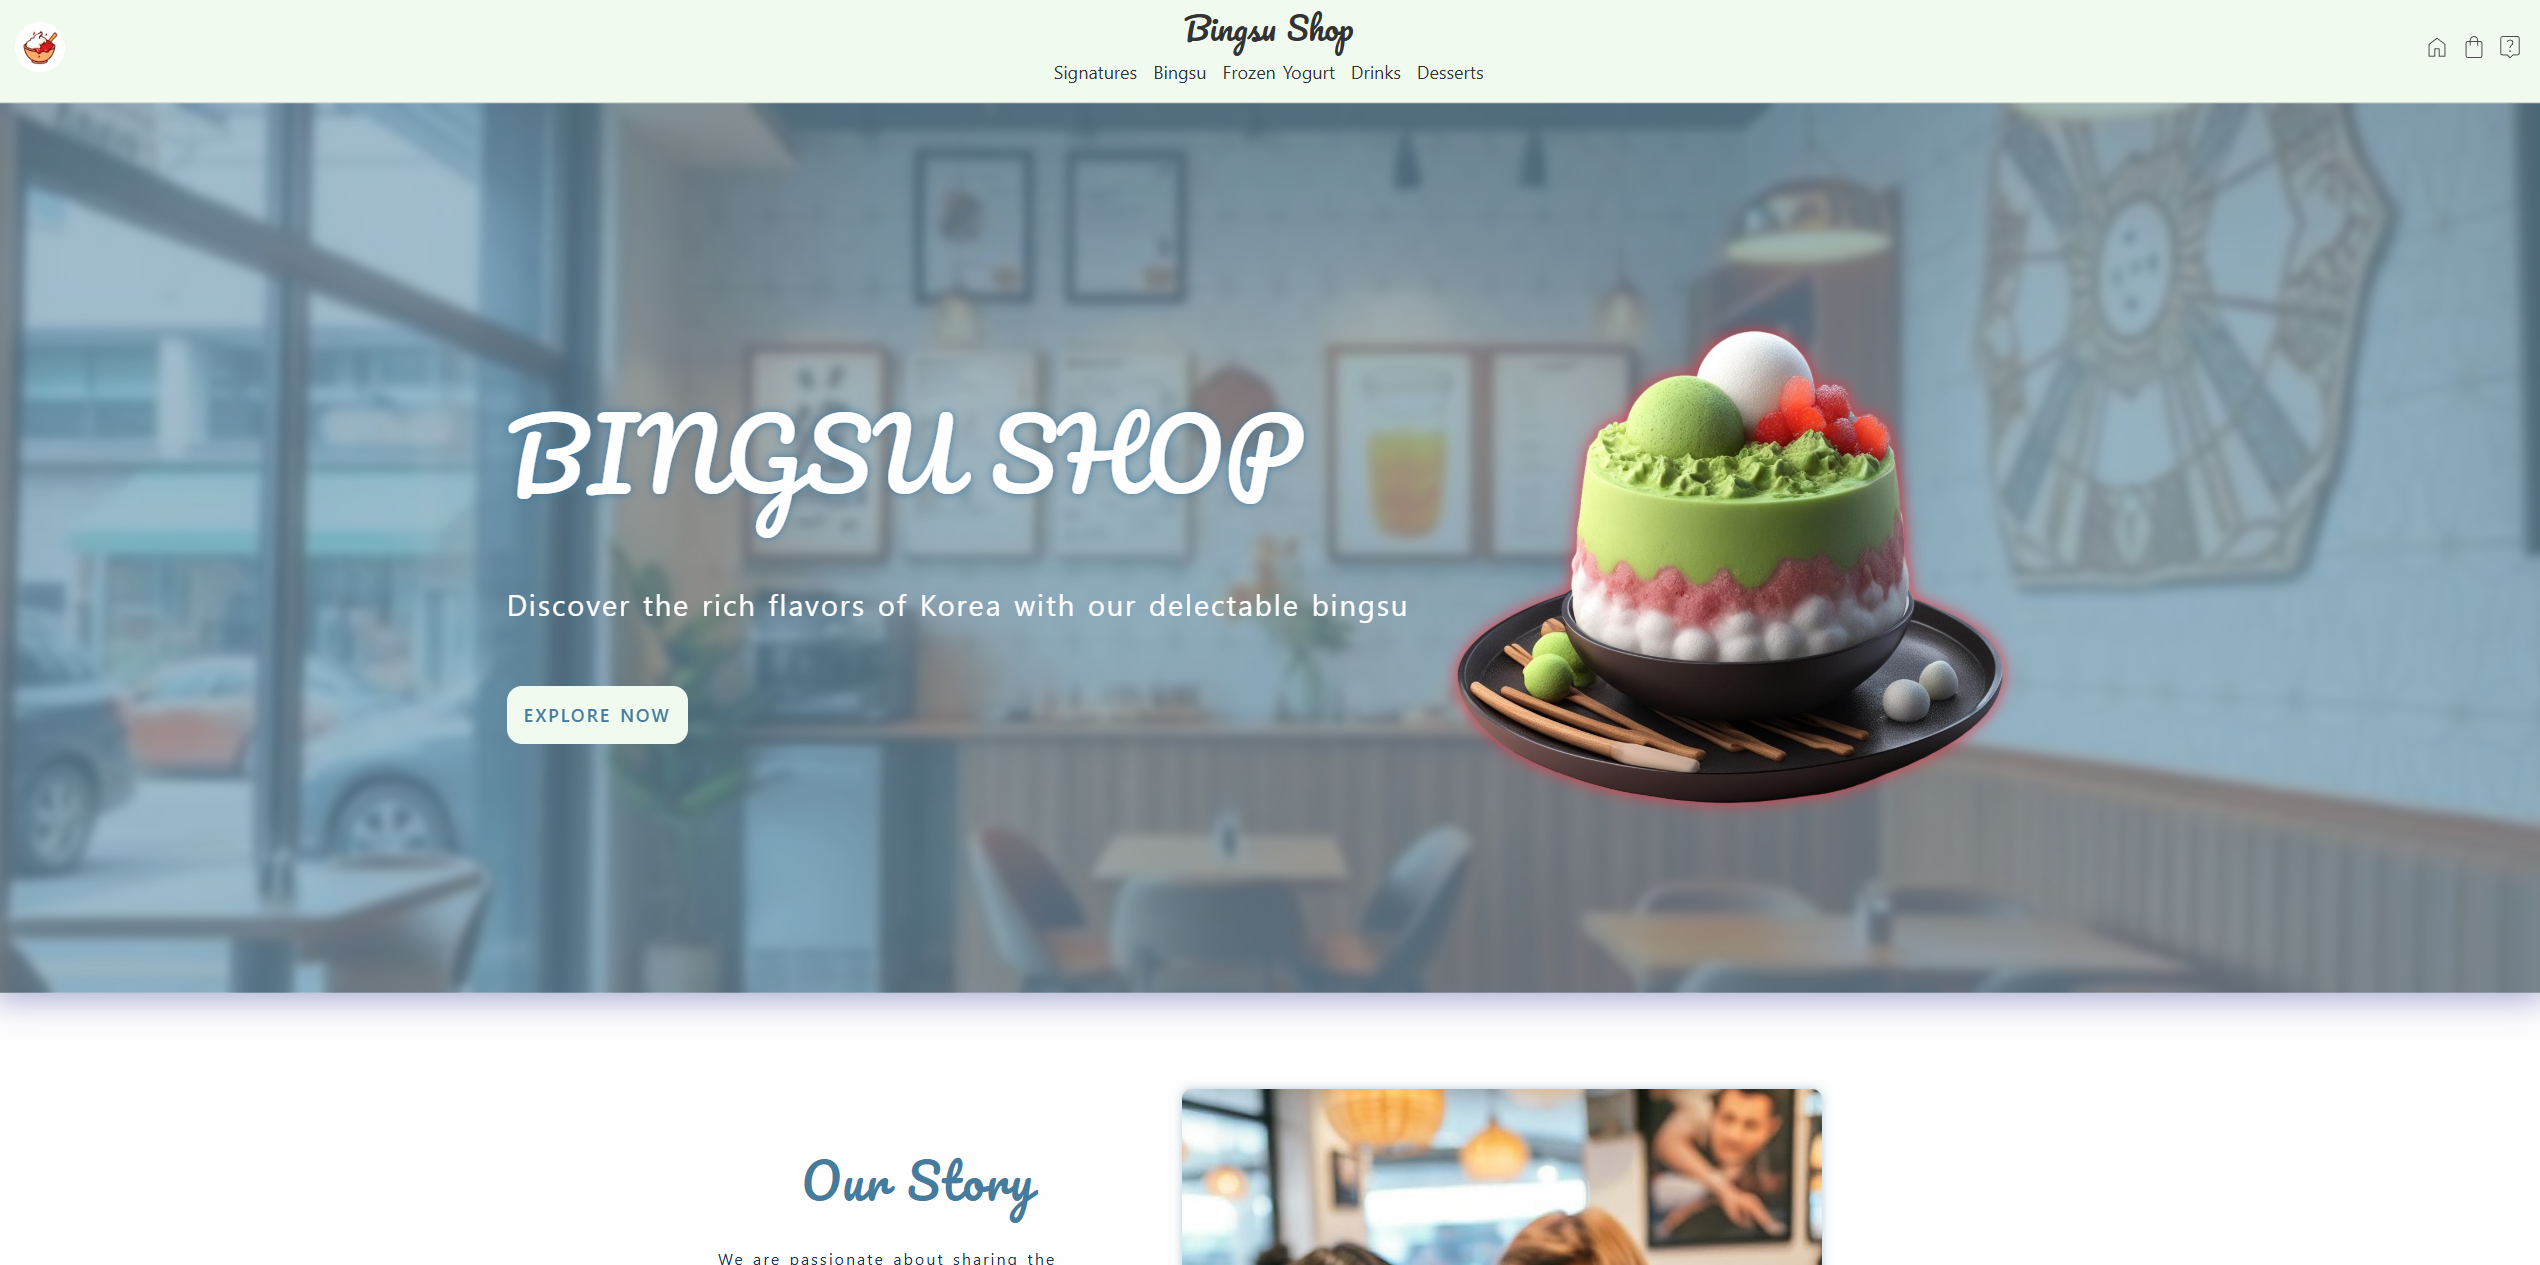 Bingsu Shop
Signatures Bingsu Frozen Yogurt Drinks Desserts
BINGSU SHOP
Discover the rich flavors of Korea with our delectable bingsu
EXPLORE NOW
Our Story
We are passionate about sharing the